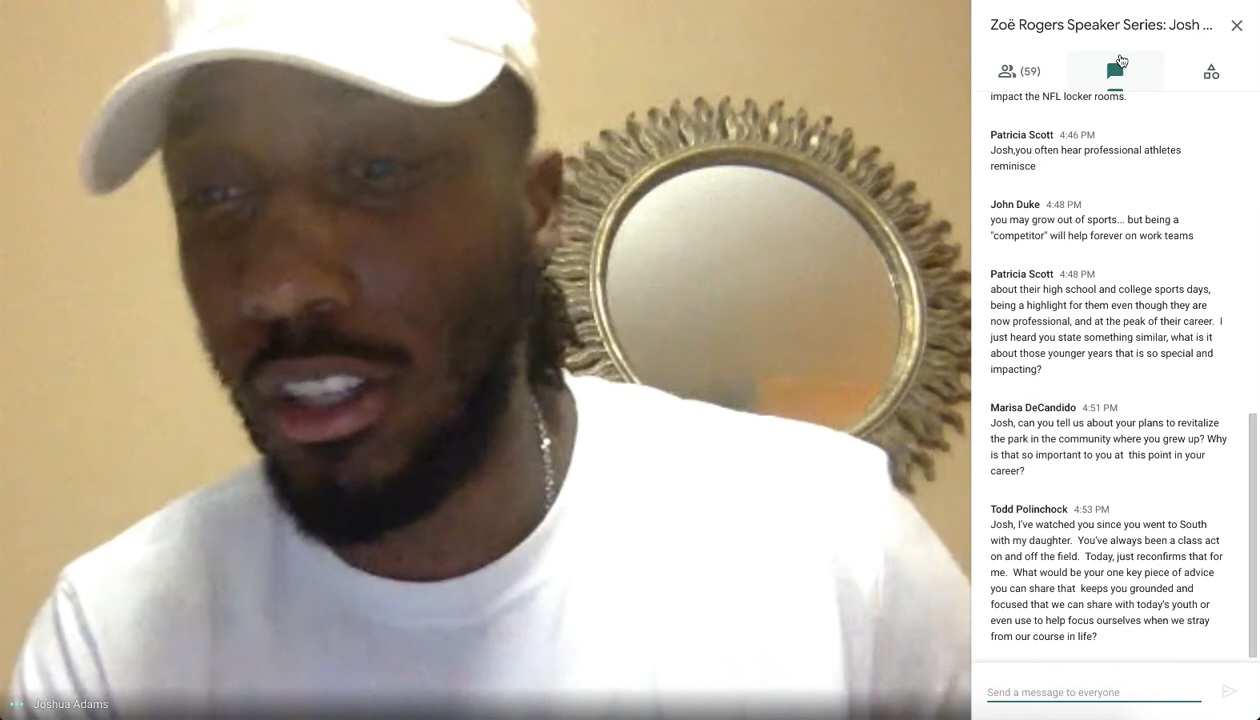 Zoë Rogers Speaker Series: Josh ...
(59)
impact the NFL locker rooms.
Patricia Scott 4:46 PM
Josh,you often hear professional athletes
reminisce
John Duke 4:48 PM
you may grow out of sports... but being a
"competitor" will help forever on work teams
Patricia Scott 4:48 PM
about their high school and college sports days,
being a highlight for them even though they are
now professional, and at the peak of their career. I
just heard you state something similar, what is it
about those younger years that is so special and
impacting?
Marisa DeCandido 4:51 PM
Josh, can you tell us about your plans to revitalize
the park in the community where you grew up? Why
is that so important to you at this point in your
career?
Todd Polinchock 4:53 PM
Josh, I've watched you since you went to South
with my daughter. You've always been a class act
on and off the field. Today, just reconfirms that for
me. What would be your one key piece of advice
you can share that keeps you grounded and
focused that we can share with today's youth or
even use to help focus ourselves when we stray
from our course in life?
Send a message to everyone
Joshua Adams